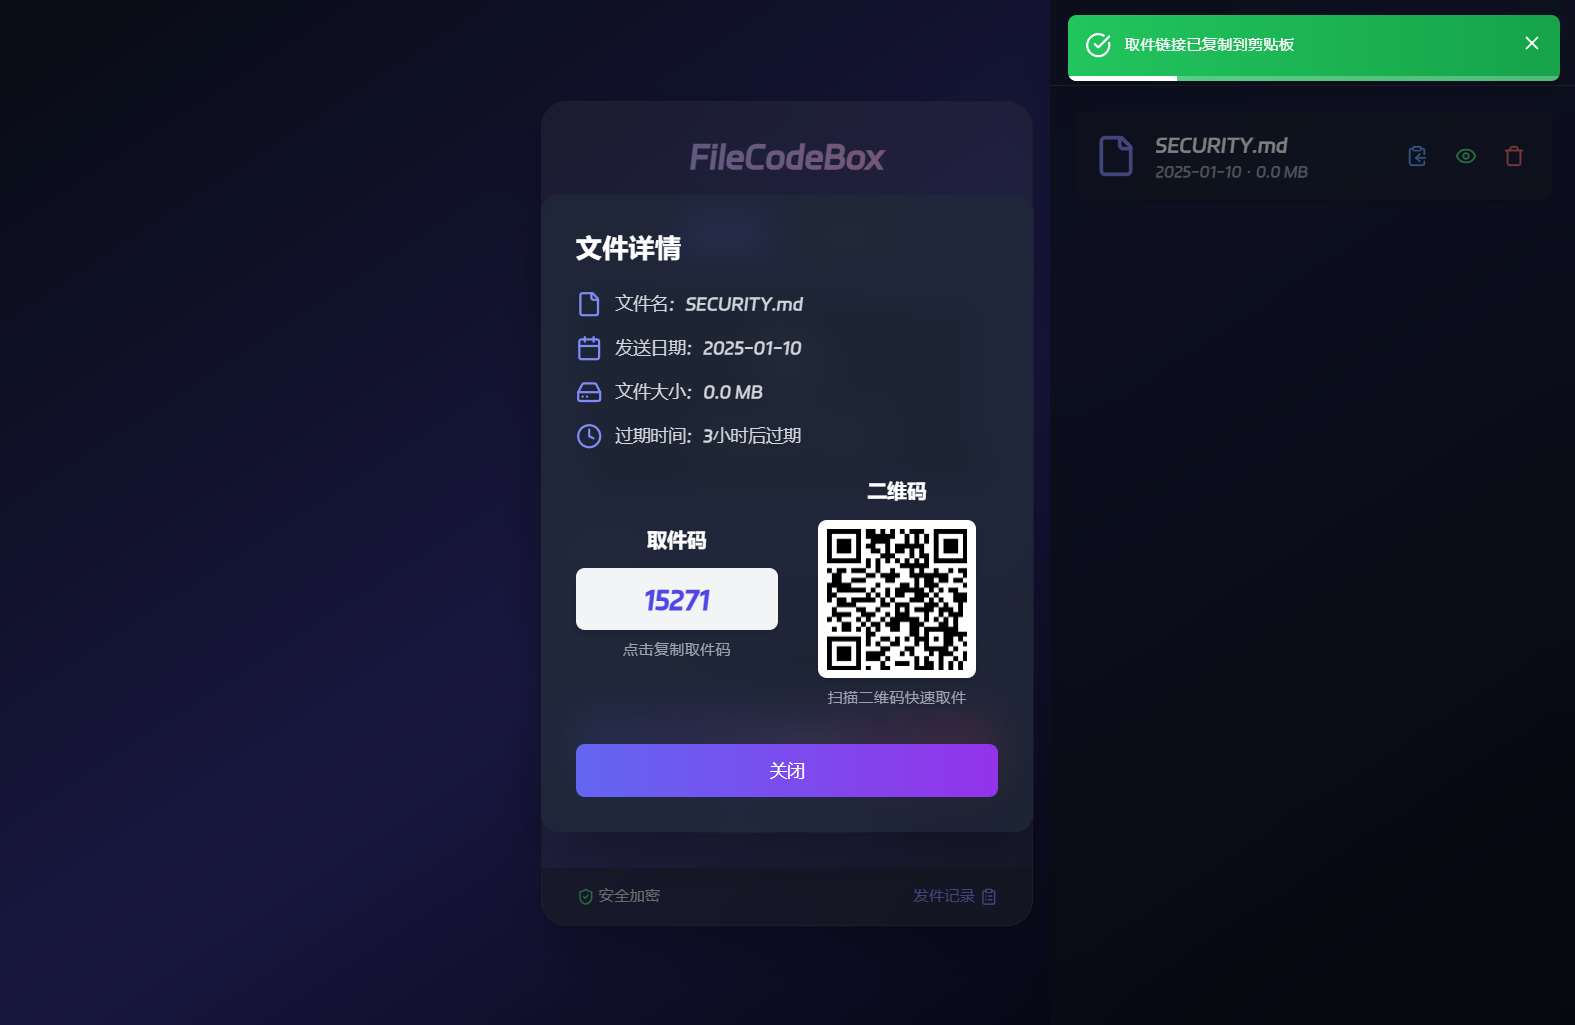 取件链接已复制到剪贴板
FileCodeBox
SECURITY.md
2025-01-10 · 0.0 MB
文件详情
文件名：SECURITY.md
发送日期：2025-01-10
文件大小：0.0 MB
过期时间：3小时后过期
取件码
15271
点击复制取件码
二维码
扫描二维码快速取件
关闭
安全加密
发件记录